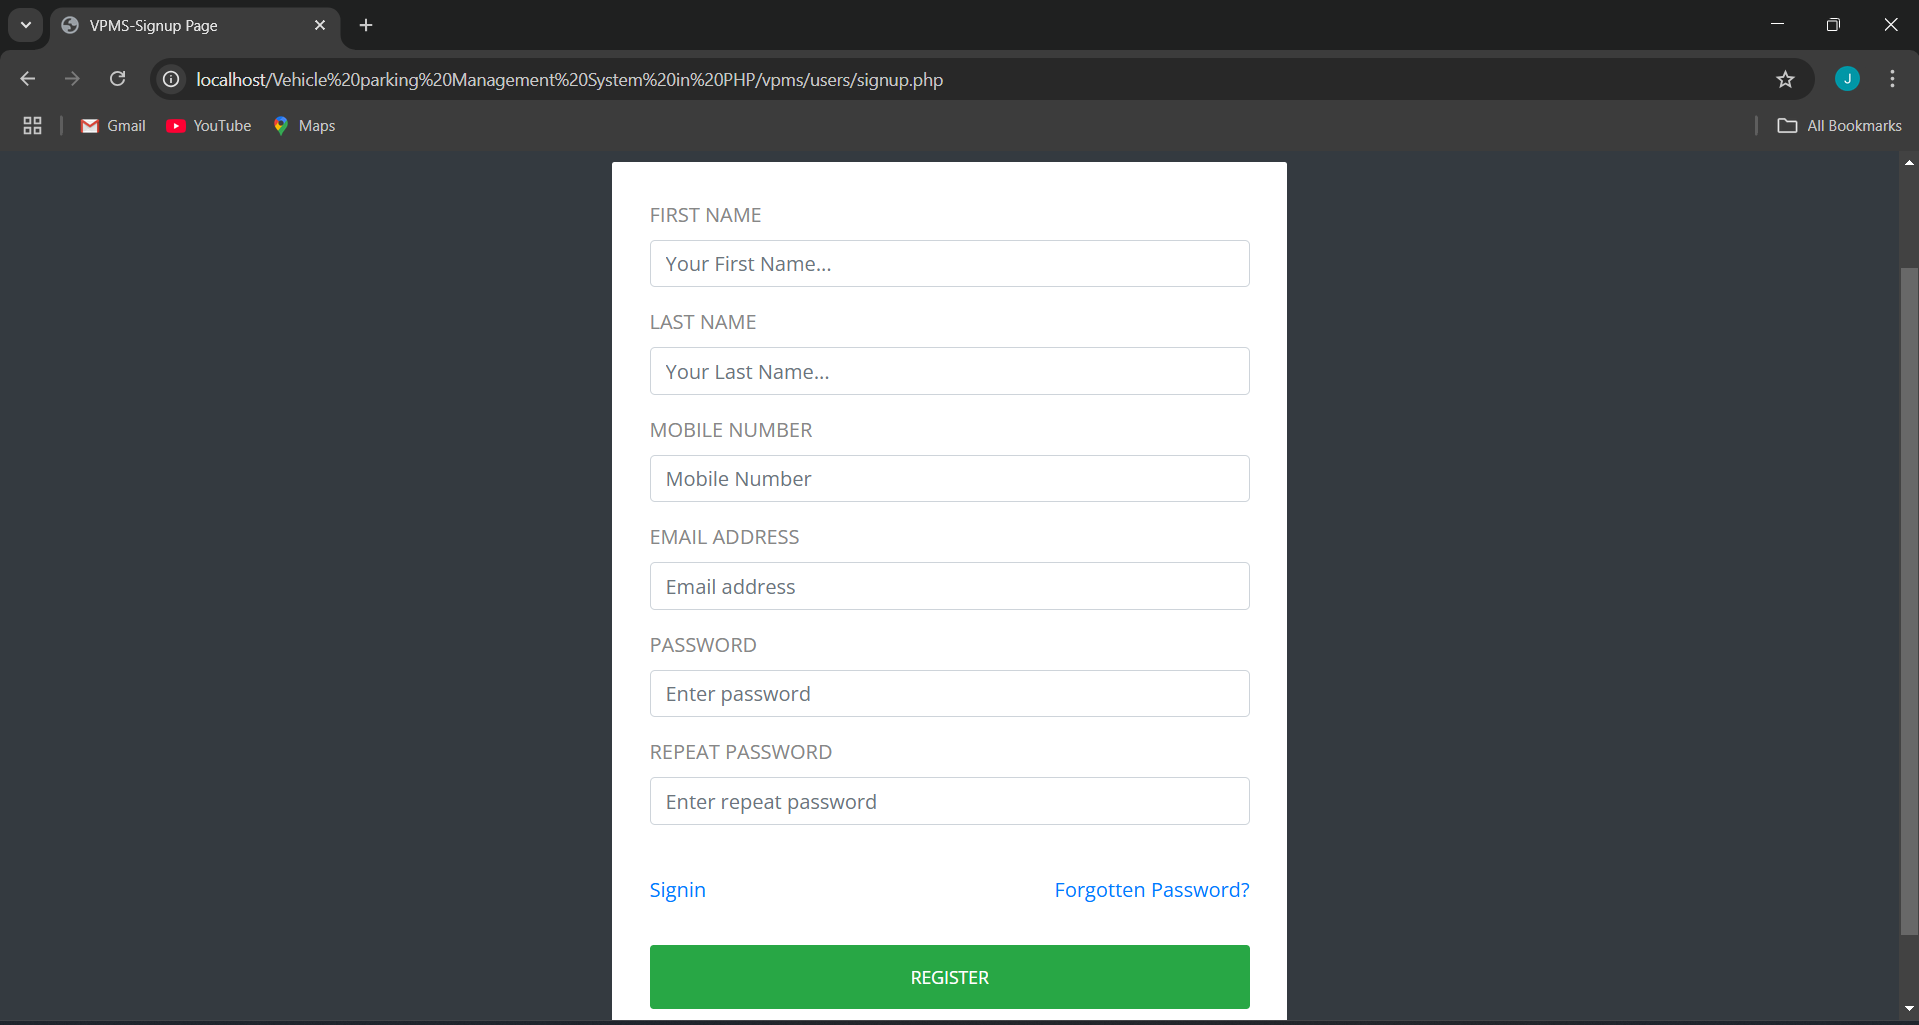 VPMS-Signup Page
localhost/Vehicle%20parking%20Management%20System%20in%20PHP/vpms/users/signup.php
J
Gmail YouTube Maps All Bookmarks
FIRST NAME
Your First Name...
LAST NAME
Your Last Name...
MOBILE NUMBER
Mobile Number
EMAIL ADDRESS
Email address
PASSWORD
Enter password
REPEAT PASSWORD
Enter repeat password
Signin Forgotten Password?
REGISTER